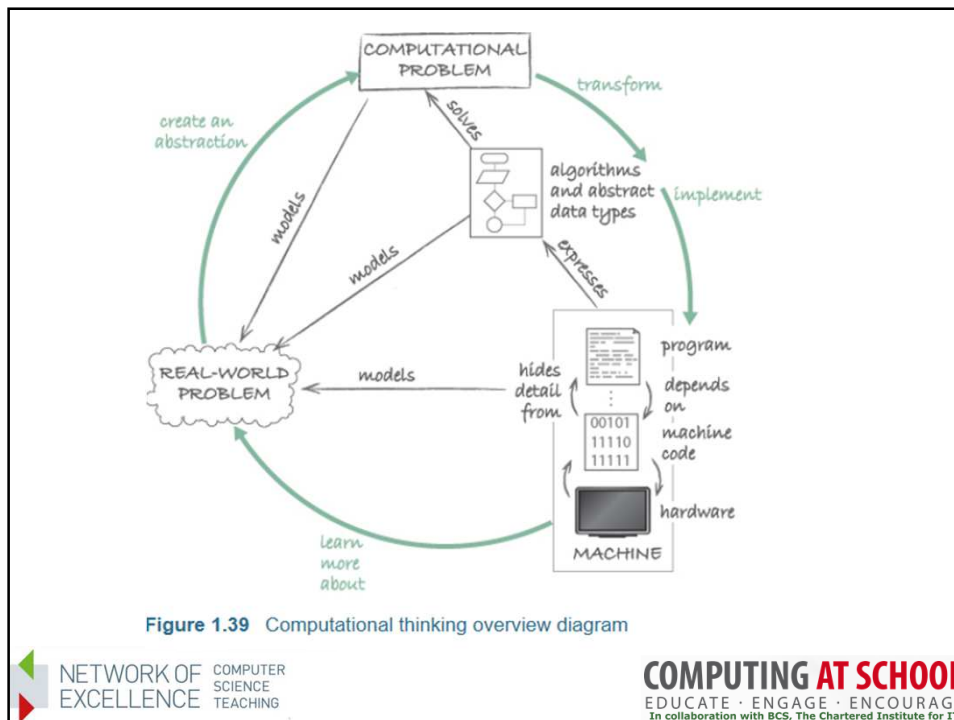 COMPUTATIONAL
PROBLEM
transform
create an
abstraction
solves
algorithms
and abstract
data types
implement
models
models
expresses
REAL-WORLD
PROBLEM
models
hides
detail
from
program
depends
on
machine
code
00101
11110
11111
hardware
MACHINE
learn
more
about
Figure 1.39 Computational thinking overview diagram
NETWORK OF
EXCELLENCE
COMPUTER
SCIENCE
TEACHING
COMPUTING AT SCHOOL
EDUCATE · ENGAGE · ENCOURAG
In collaboration with BCS, The Chartered Institute for IT